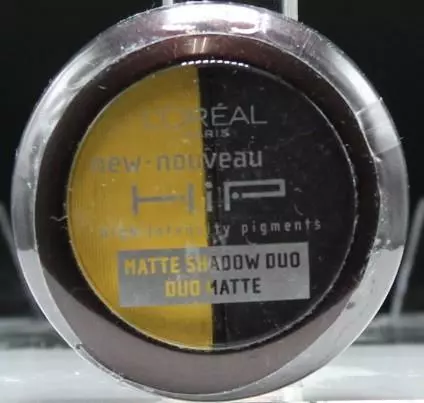 L'ORÉAL
PARIS
new-nouveau
HiP
high intensity pigments
MATTE SHADOW DUO
DUO MATTE